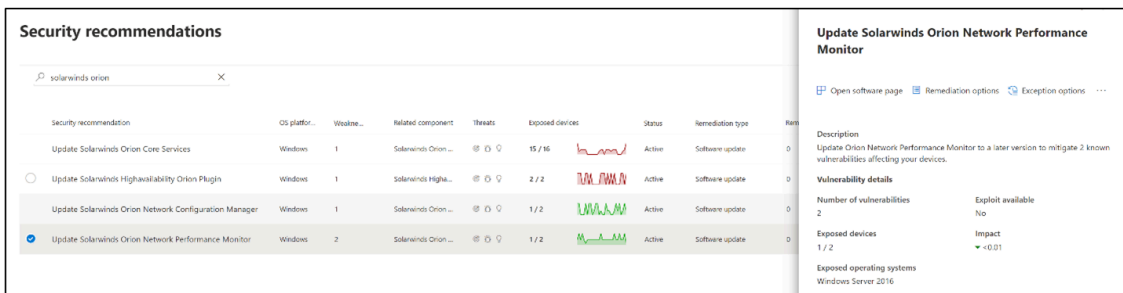 Security recommendations
solarwinds orion
Security recommendation OS platfor... Weakne... Related component Threats Exposed devices Status Remediation type Rem
Update Solarwinds Orion Core Services Windows 1 Solarwinds Orion ... 15 / 16 Active Software update 0
Update Solarwinds Highavailability Orion Plugin Windows 1 Solarwinds Higha... 2 / 2 Active Software update 0
Update Solarwinds Orion Network Configuration Manager Windows 1 Solarwinds Orion ... 1 / 2 Active Software update 0
Update Solarwinds Orion Network Performance Monitor Windows 2 Solarwinds Orion ... 1 / 2 Active Software update 0
Update Solarwinds Orion Network Performance
Monitor
Open software page Remediation options Exception options ...
Description
Update Orion Network Performance Monitor to a later version to mitigate 2 known
vulnerabilities affecting your devices.
Vulnerability details
Number of vulnerabilities Exploit available
2 No
Exposed devices Impact
1 / 2 <0.01
Exposed operating systems
Windows Server 2016